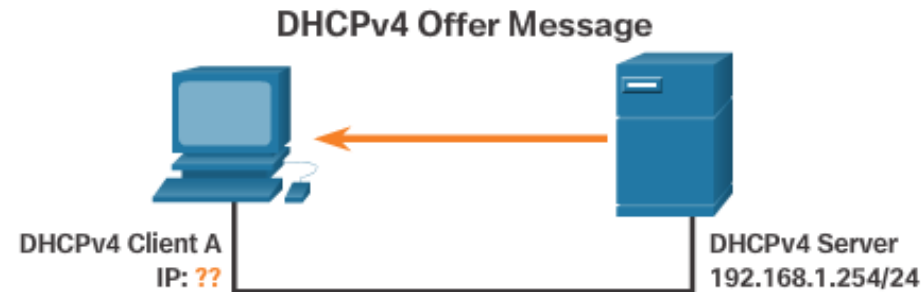 DHCPv4 Offer Message
DHCPv4 Client A
IP: ??
DHCPv4 Server
192.168.1.254/24